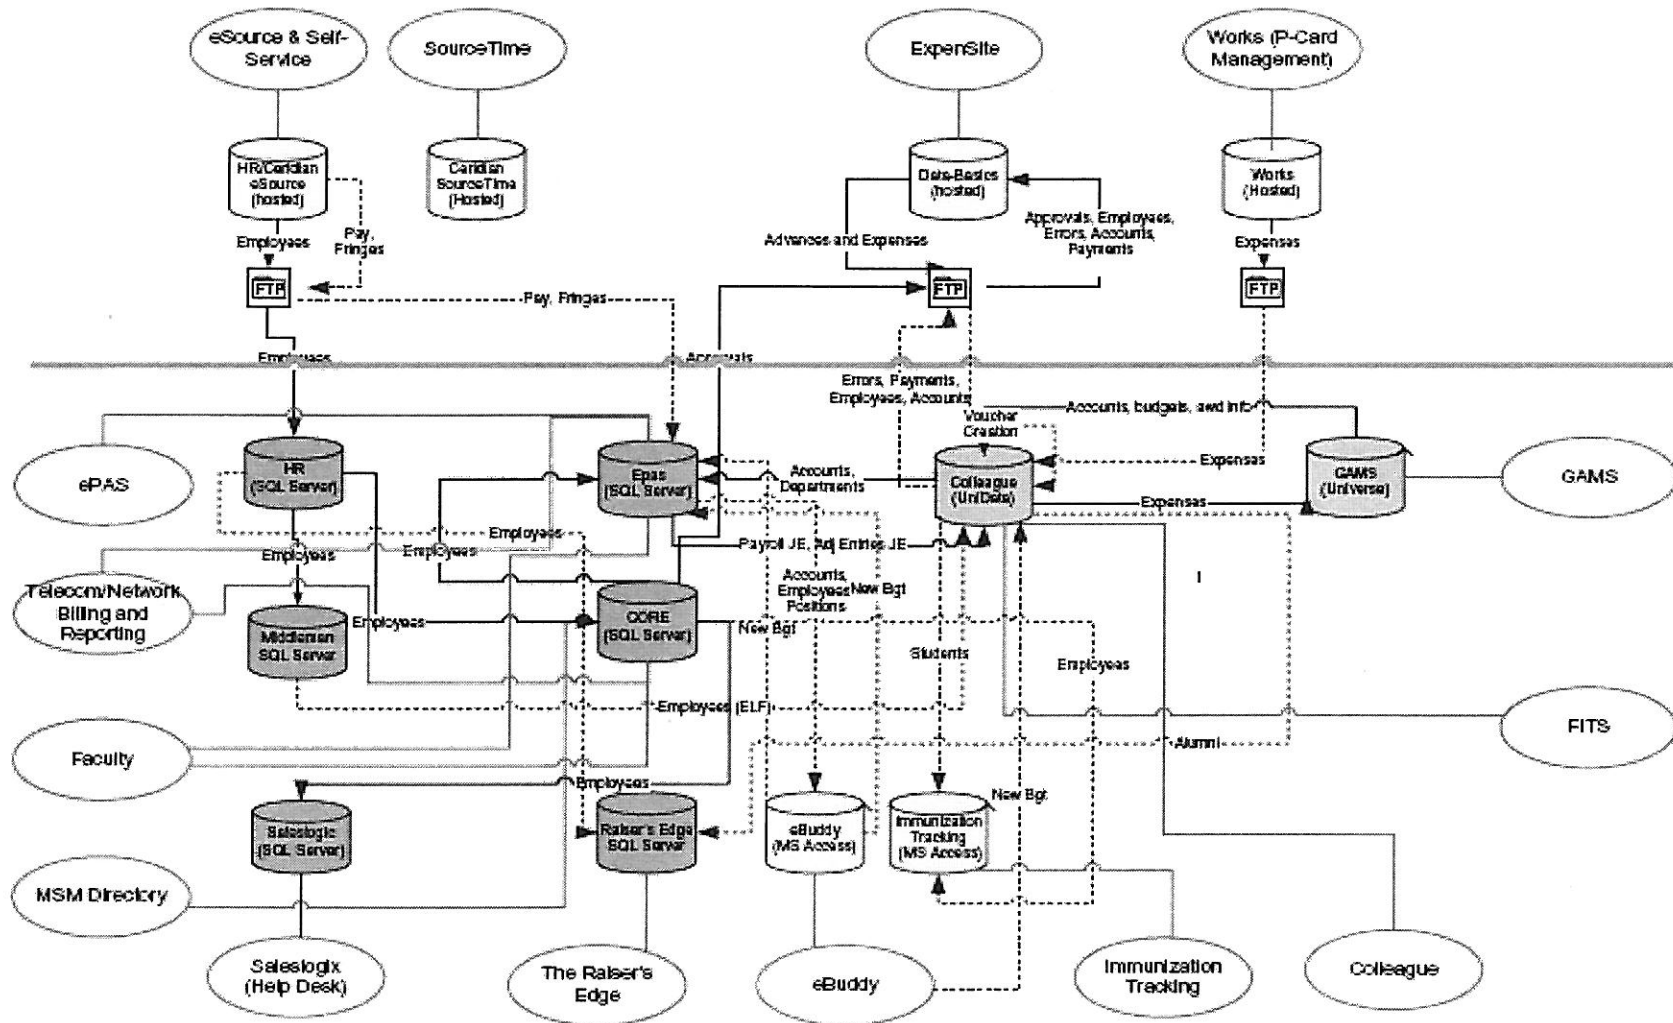 eSource & Self-
Service
SourceTime
ExpenSite
Works (P-Card
Management)
HR/Ceridian
eSource
(hosted)
Ceridian
SourceTime
(Hosted)
Data-Basics
(hosted)
Works
(Hosted)
Employees
Pay,
Fringes
Advances and Expenses
Approvals, Employees,
Errors, Accounts,
Payments
Expenses
FTP
FTP
FTP
Pay, Fringes
Employees
Approvals
Errors, Payments,
Employees, Accounts
Voucher
Creation
Accounts, budgets, awd info
Expenses
ePAS
HR
(SQL Server)
Epas
(SQL Server)
Accounts,
Departments
Colleague
(UniData)
Expenses
GAMS
(Universe)
GAMS
Employees
Employees
Employees
Payroll JE, Adj Entries JE
Telecom/Network
Billing and
Reporting
Accounts,
Employees
Positions
New Bgt
Middleman
SQL Server
Employees
CORE
(SQL Server)
New Bgt
Students
Employees
Employees (ELF)
Faculty
Alumni
FITS
Employees
Saleslogic
(SQL Server)
Raiser's Edge
SQL Server
eBuddy
(MS Access)
Immunization
Tracking
(MS Access)
New Bgt
MSM Directory
Saleslogix
(Help Desk)
The Raiser's
Edge
eBuddy
Immunization
Tracking
Colleague